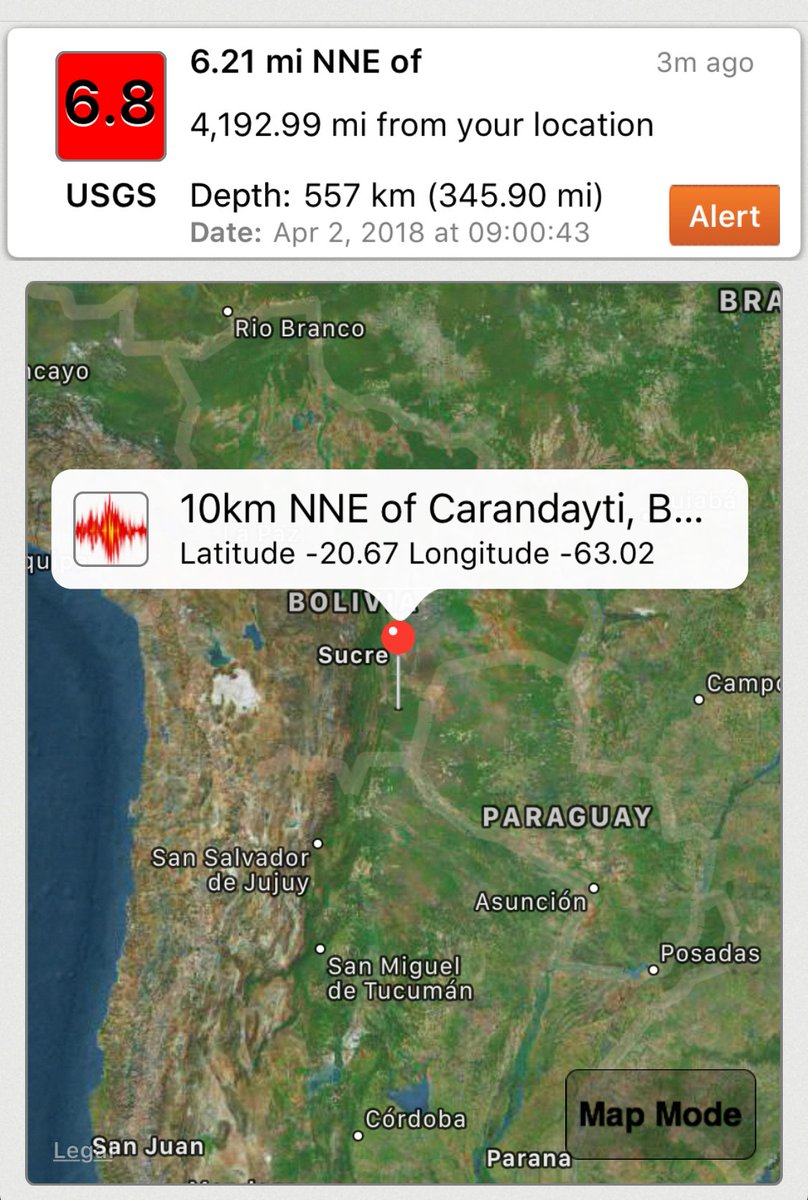 6.8
6.21 mi NNE of
3m ago
4,192.99 mi from your location
USGS
Depth: 557 km (345.90 mi)
Date: Apr 2, 2018 at 09:00:43
Alert
BRA
Rio Branco
ncayo
10km NNE of Carandayti, B...
Latitude -20.67 Longitude -63.02
qu
BOLIVIA
Sucre
Campo
PARAGUAY
San Salvador
de Jujuy
Asunción
San Miguel
de Tucumán
Posadas
Map Mode
Córdoba
Legal
San Juan
Parana